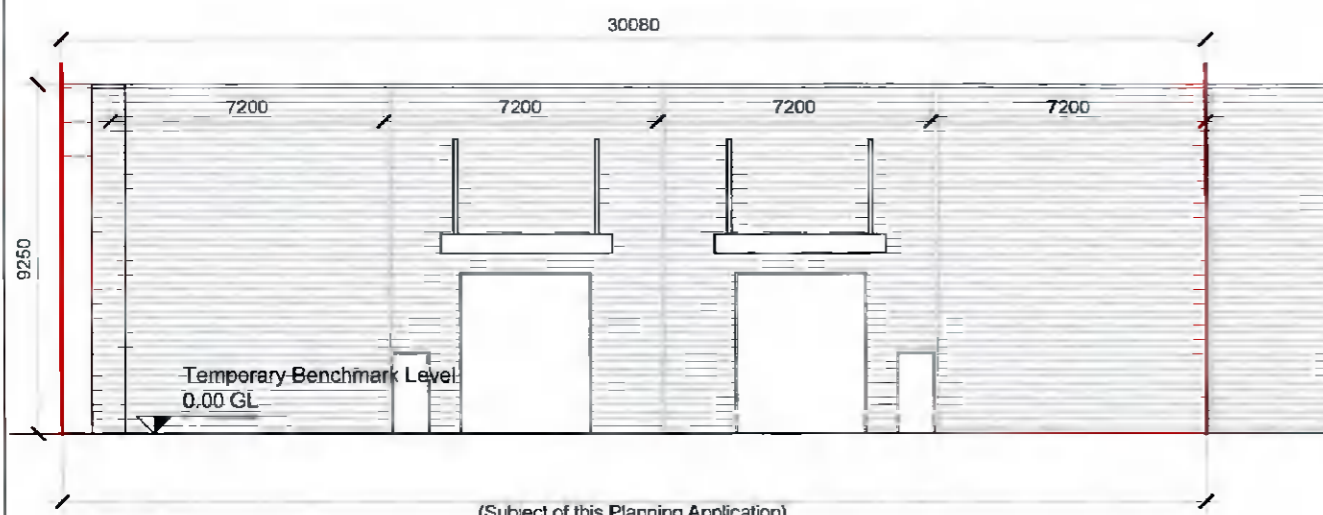 30080
7200 7200 7200 7200
9250
Temporary Benchmark Level
0.00 GL
(Subject of this Planning Application)